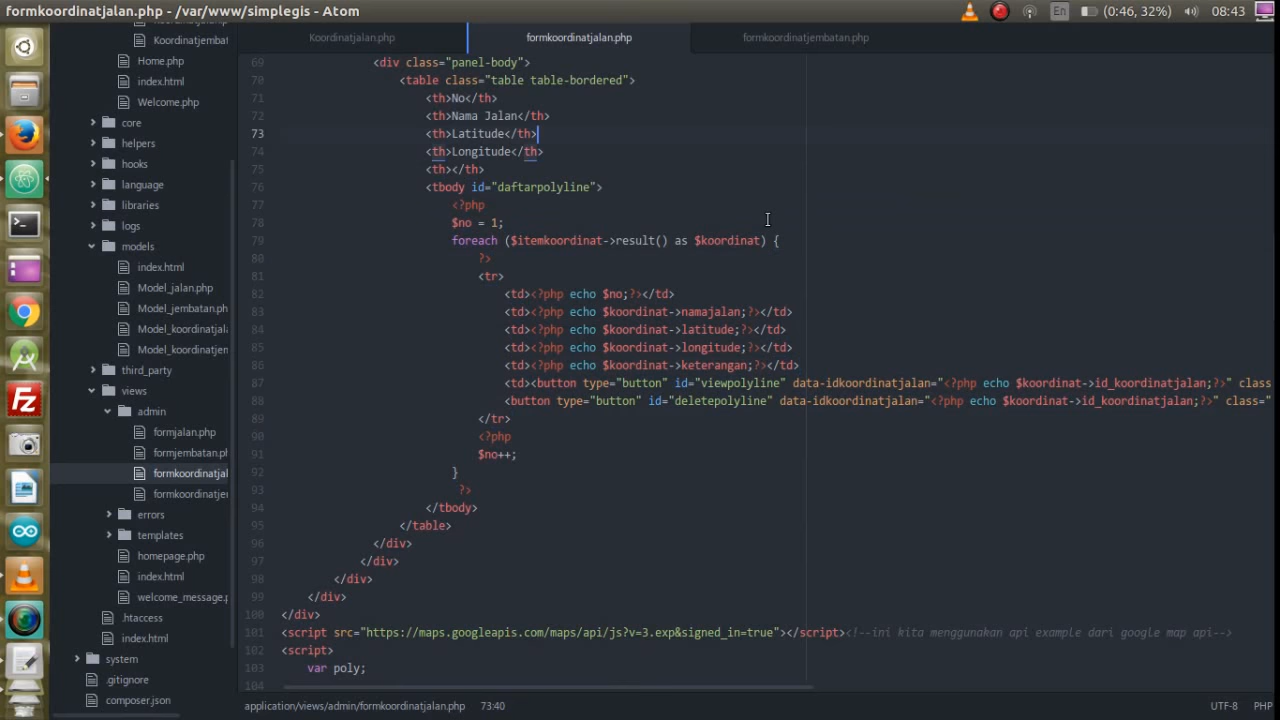 formkoordinatjalan.php - /var/www/simplegis - Atom
En (0:46, 32%) 08:43
Koordinatjembat
Home.php
index.html
Welcome.php
core
helpers
hooks
language
libraries
logs
models
index.html
Model_jalan.php
Model_jembatan.ph
Model_koordinatjala
Model_koordinatjem
third_party
views
admin
formjalan.php
formjembatan.ph
formkoordinatjal
formkoordinatjer
errors
templates
homepage.php
index.html
welcome_message.p
.htaccess
index.html
system
.gitignore
composer.json
Koordinatjalan.php formkoordinatjalan.php formkoordinatjembatan.php
69 <div class="panel-body">
70 <table class="table table-bordered">
71 <th>No</th>
72 <th>Nama Jalan</th>
73 <th>Latitude</th>
74 <th>Longitude</th>
75 <th></th>
76 <tbody id="daftarpolyline">
77 <?php
78 $no = 1;
79 foreach ($itemkoordinat->result() as $koordinat) {
80 ?>
81 <tr>
82 <td><?php echo $no;?></td>
83 <td><?php echo $koordinat->namajalan;?></td>
84 <td><?php echo $koordinat->latitude;?></td>
85 <td><?php echo $koordinat->longitude;?></td>
86 <td><?php echo $koordinat->keterangan;?></td>
87 <td><button type="button" id="viewpolyline" data-idkoordinatjalan="<?php echo $koordinat->id_koordinatjalan;?>" class
88 <button type="button" id="deletepolyline" data-idkoordinatjalan="<?php echo $koordinat->id_koordinatjalan;?>" class="
89 </tr>
90 <?php
91 $no++;
92 }
93 ?>
94 </tbody>
95 </table>
96 </div>
97 </div>
98 </div>
99 </div>
100 </div>
101 <script src="https://maps.googleapis.com/maps/api/js?v=3.exp&signed_in=true"></script><!--ini kita menggunakan api example dari google map api-->
102 <script>
103 var poly;
104
application/views/admin/formkoordinatjalan.php 73:40 UTF-8 PHP